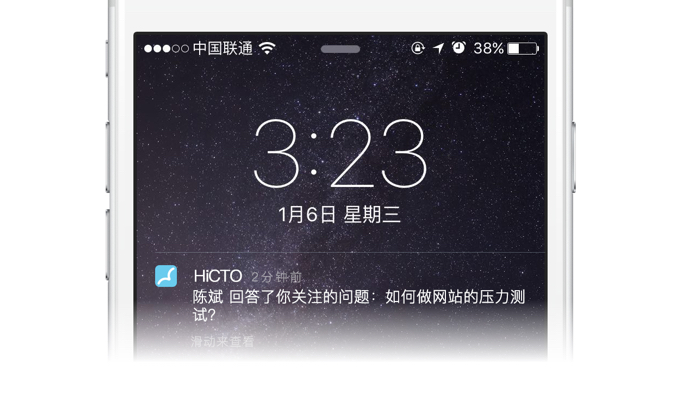 中国联通 38%
3:23
1月6日 星期三
HiCTO 2分钟前
陈斌 回答了你关注的问题：如何做网站的压力测
试？
滑动来查看